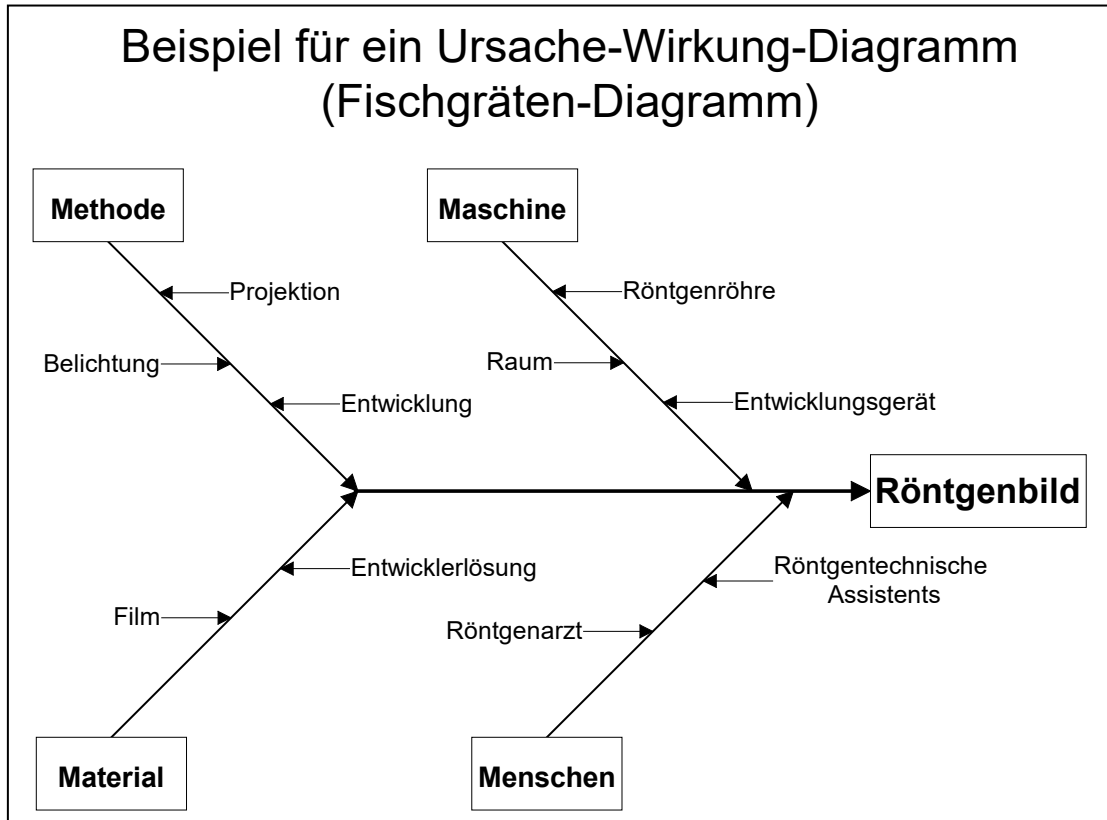 Beispiel für ein Ursache-Wirkung-Diagramm
(Fischgräten-Diagramm)
Methode
Maschine
Projektion
Röntgenröhre
Belichtung
Raum
Entwicklung
Entwicklungsgerät
Röntgenbild
Entwicklerlösung
Röntgentechnische
Assistents
Film
Röntgenarzt
Material
Menschen